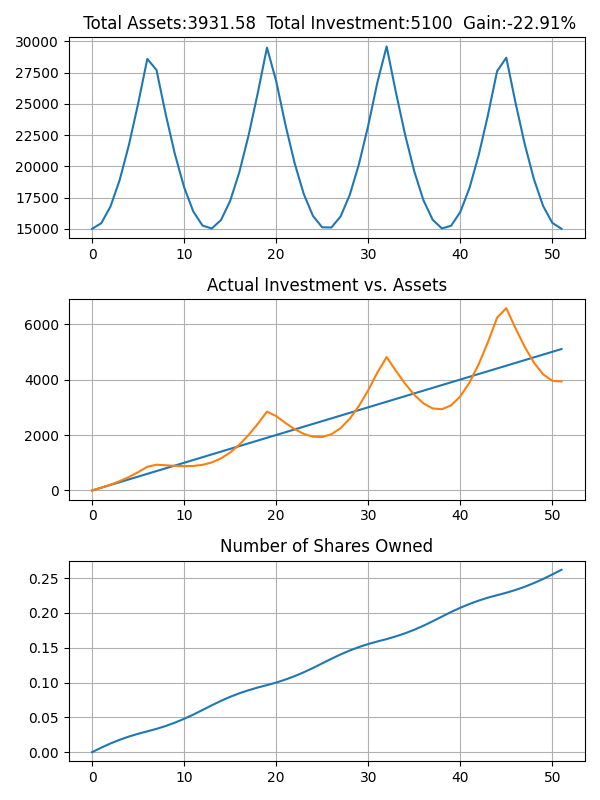 Total Assets:3931.58  Total Investment:5100  Gain:-22.91%
30000
27500
25000
22500
20000
17500
15000
0 10 20 30 40 50
Actual Investment vs. Assets
6000
4000
2000
0
0 10 20 30 40 50
Number of Shares Owned
0.25
0.20
0.15
0.10
0.05
0.00
0 10 20 30 40 50